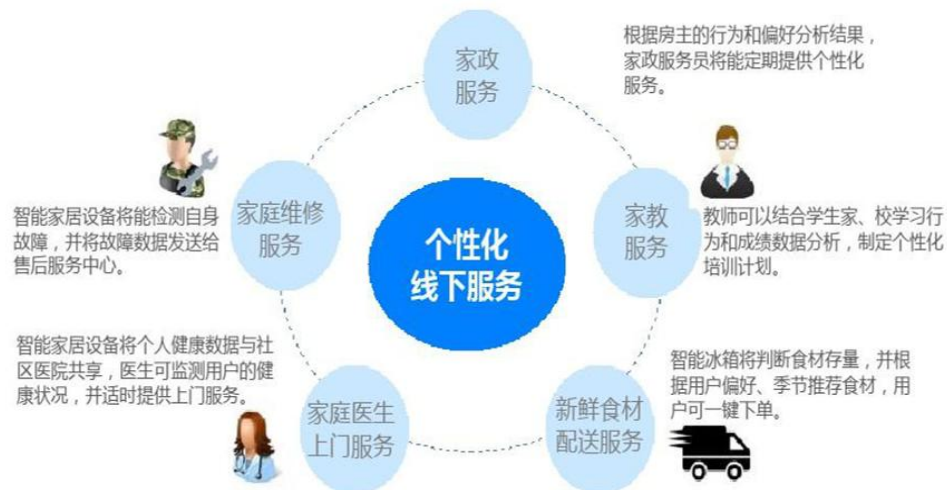 家政
服务
根据房主的行为和偏好分析结果，
家政服务员将能定期提供个性化
服务。
智能家居设备将能检测自身
故障，并将故障数据发送给
售后服务中心。
家庭维修
服务
个性化
线下服务
家教
服务
教师可以结合学生家、校学习行
为和成绩数据分析，制定个性化
培训计划。
智能家居设备将个人健康数据与社
区医院共享，医生可监测用户的健
康状况，并适时提供上门服务。
家庭医生
上门服务
新鲜食材
配送服务
智能冰箱将判断食材存量，并根
据用户偏好、季节推荐食材，用
户可一键下单。